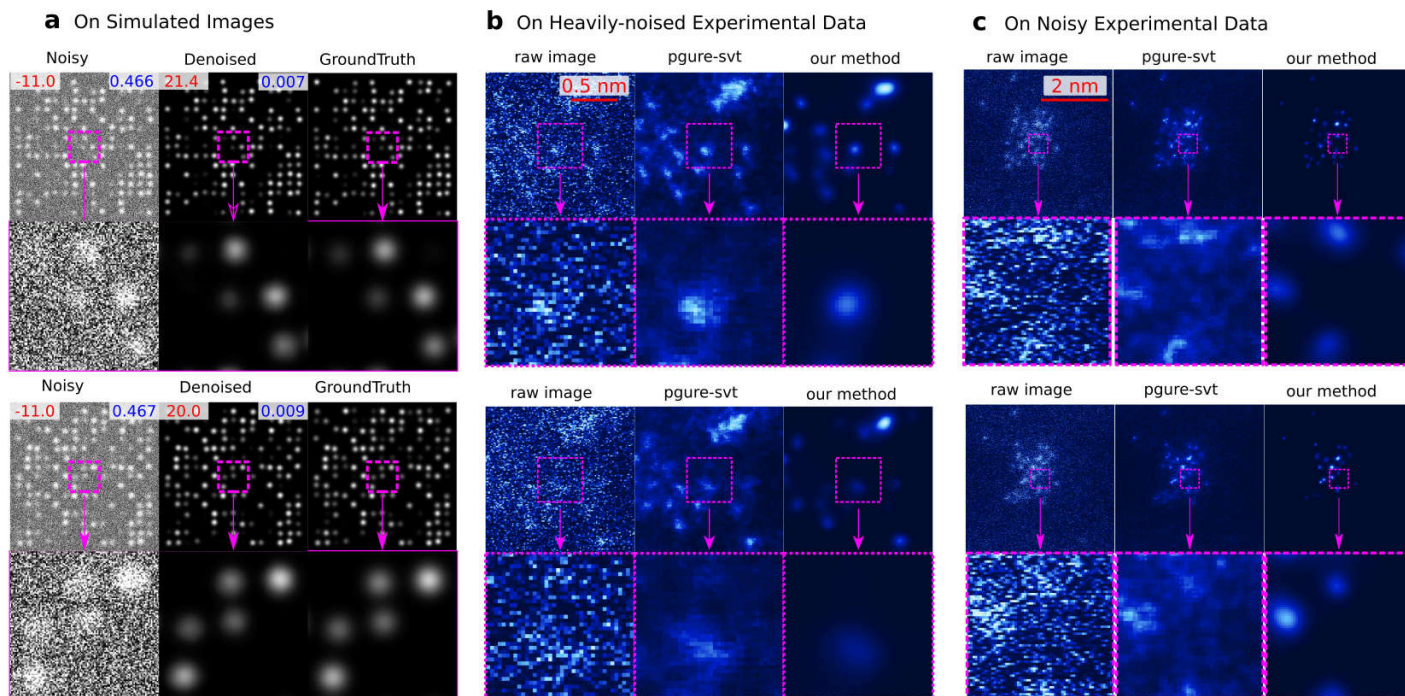 a On Simulated Images
Noisy Denoised GroundTruth
-11.0 0.466 21.4 0.007
Noisy Denoised GroundTruth
-11.0 0.467 20.0 0.009
b On Heavily-noised Experimental Data
raw image pgure-svt our method
0.5 nm
raw image pgure-svt our method
c On Noisy Experimental Data
raw image pgure-svt our method
2 nm
raw image pgure-svt our method